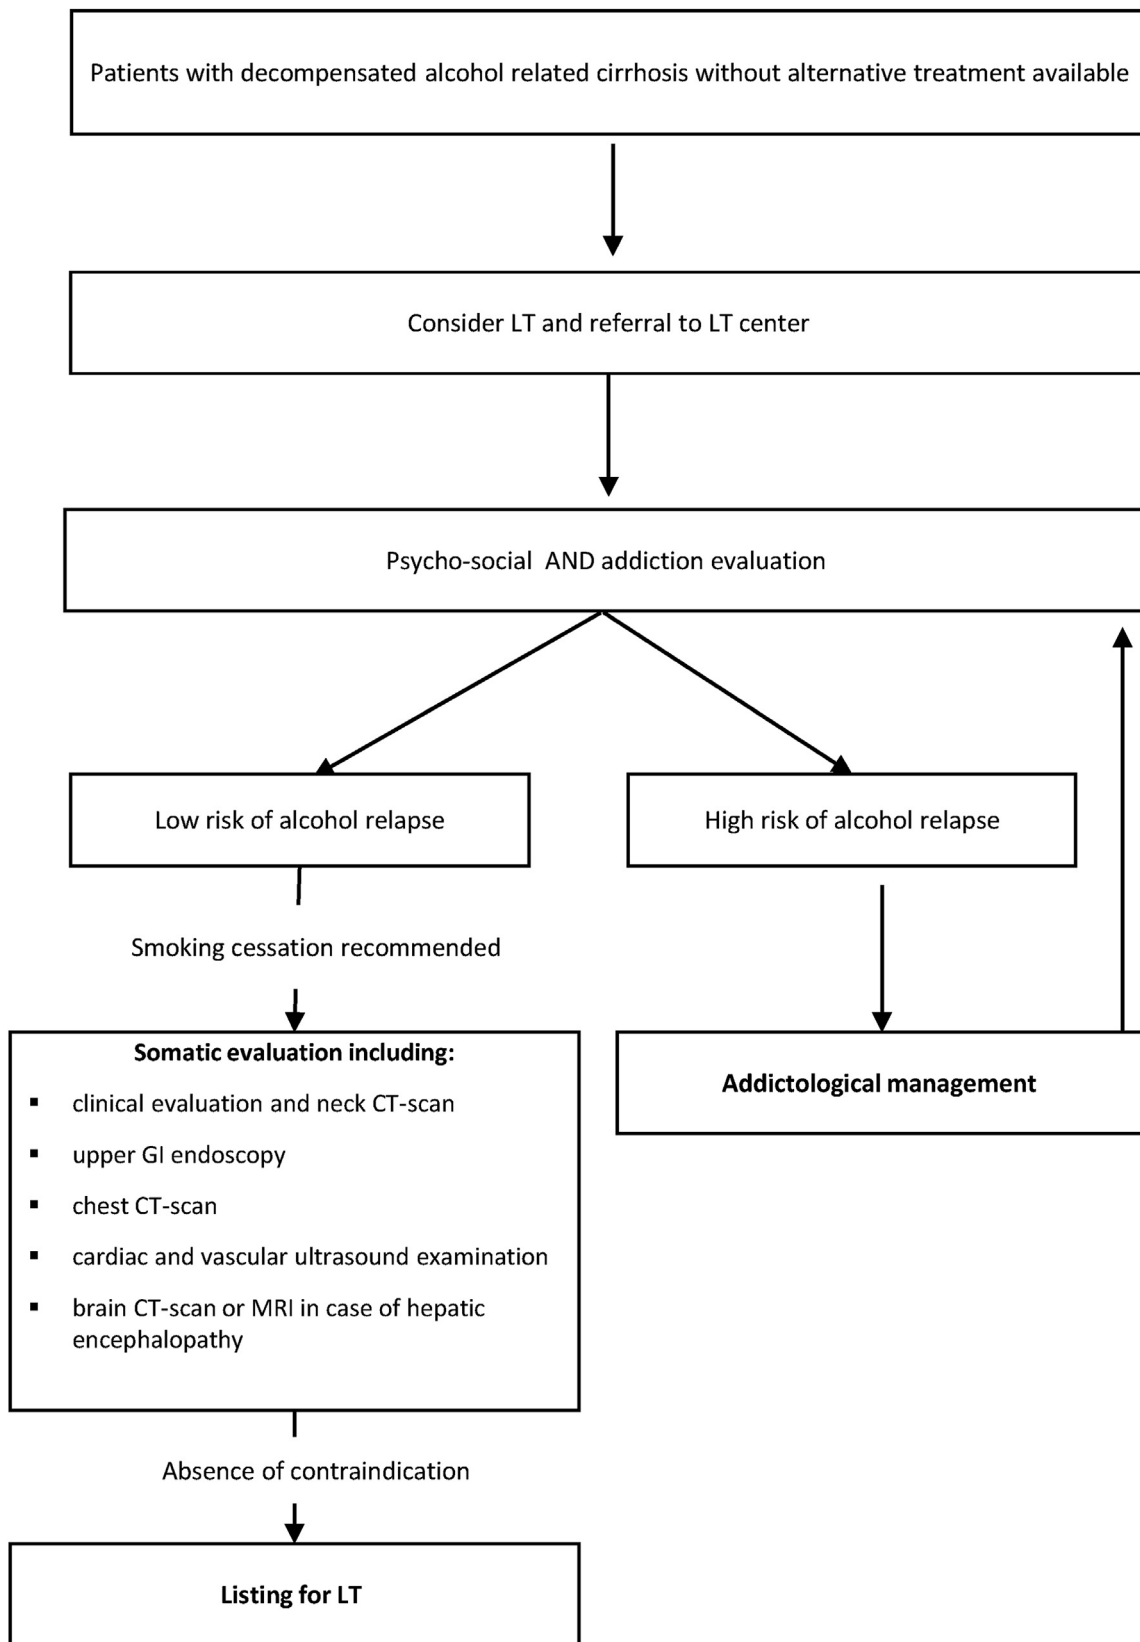 Patients with decompensated alcohol related cirrhosis without alternative treatment available
Consider LT and referral to LT center
Psycho-social AND addiction evaluation
Low risk of alcohol relapse
High risk of alcohol relapse
Smoking cessation recommended
Somatic evaluation including:
▪ clinical evaluation and neck CT-scan
▪ upper GI endoscopy
▪ chest CT-scan
▪ cardiac and vascular ultrasound examination
▪ brain CT-scan or MRI in case of hepatic
encephalopathy
Addictological management
Absence of contraindication
Listing for LT